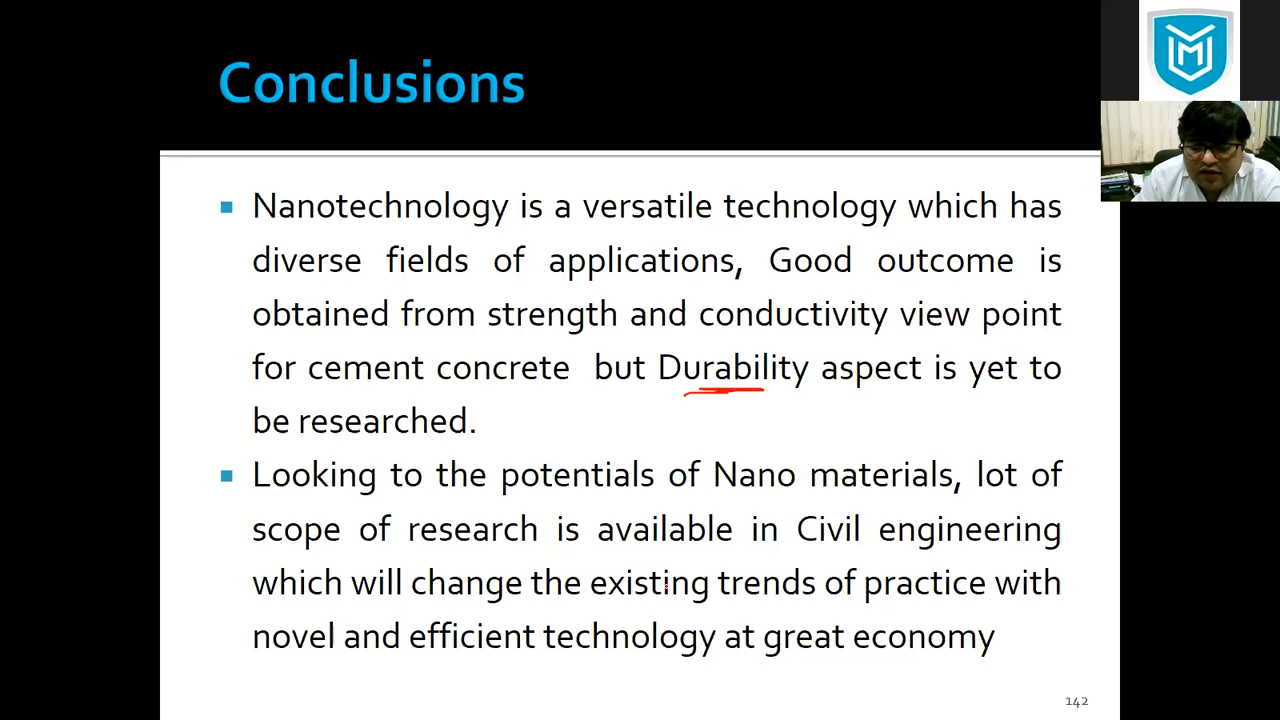 Conclusions
Nanotechnology is a versatile technology which has
diverse fields of applications, Good outcome is
obtained from strength and conductivity view point
for cement concrete but Durability aspect is yet to
be researched.
Looking to the potentials of Nano materials, lot of
scope of research is available in Civil engineering
which will change the existing trends of practice with
novel and efficient technology at great economy
142